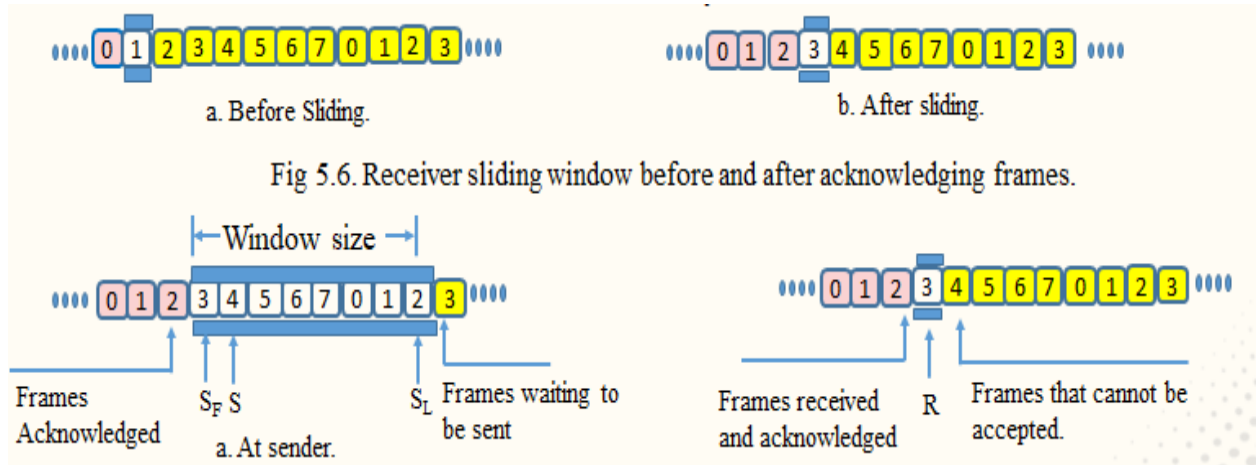 0 1 2 3 4 5 6 7 0 1 2 3
a. Before Sliding.
0 1 2 3 4 5 6 7 0 1 2 3
b. After sliding.
Fig 5.6. Receiver sliding window before and after acknowledging frames.
Window size
0 1 2 3 4 5 6 7 0 1 2 3
Frames
Acknowledged
SF S
SL
Frames waiting to
be sent
a. At sender.
0 1 2 3 4 5 6 7 0 1 2 3
Frames received
and acknowledged
R
Frames that cannot be
accepted.